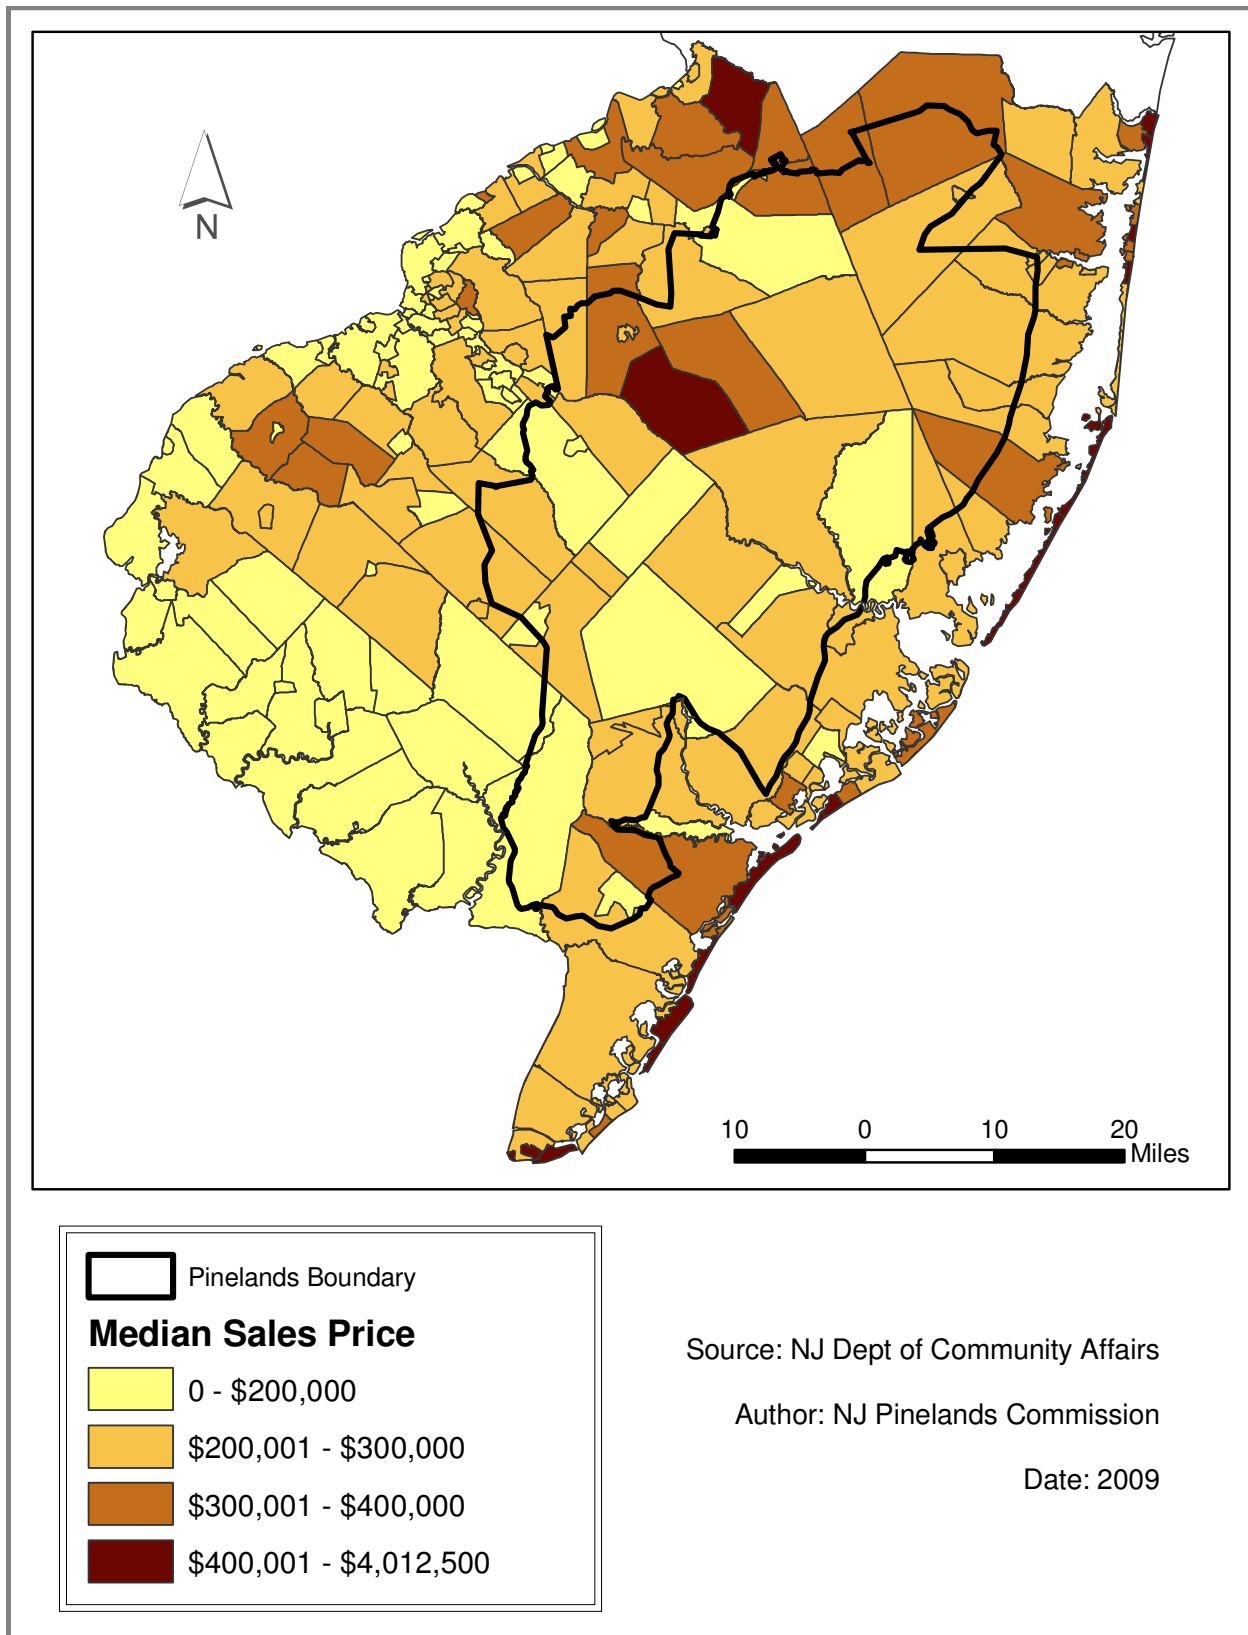 N
10 0 10 20
Miles
Pinelands Boundary
Median Sales Price
0 - $200,000
$200,001 - $300,000
$300,001 - $400,000
$400,001 - $4,012,500
Source: NJ Dept of Community Affairs
Author: NJ Pinelands Commission
Date: 2009